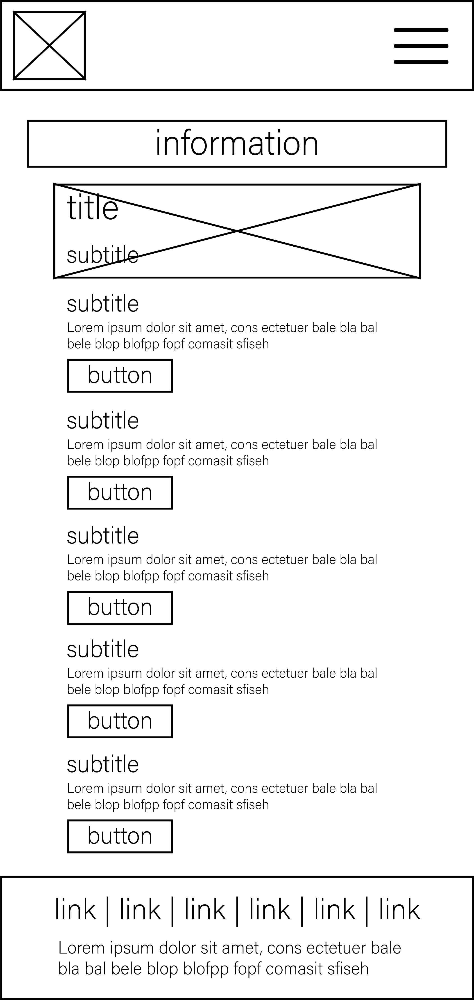 information
title
subtitle
subtitle
Lorem ipsum dolor sit amet, cons ectetuer bale bla bal
bele blop blofpp fopf comasit sfiseh
button
subtitle
Lorem ipsum dolor sit amet, cons ectetuer bale bla bal
bele blop blofpp fopf comasit sfiseh
button
subtitle
Lorem ipsum dolor sit amet, cons ectetuer bale bla bal
bele blop blofpp fopf comasit sfiseh
button
subtitle
Lorem ipsum dolor sit amet, cons ectetuer bale bla bal
bele blop blofpp fopf comasit sfiseh
button
subtitle
Lorem ipsum dolor sit amet, cons ectetuer bale bla bal
bele blop blofpp fopf comasit sfiseh
button
link | link | link | link | link | link
Lorem ipsum dolor sit amet, cons ectetuer bale
bla bal bele blop blofpp fopf comasit sfiseh